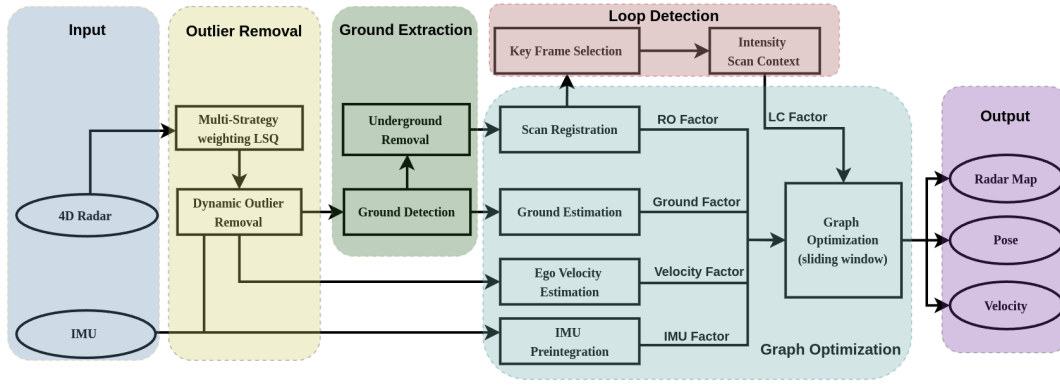 Input
Outlier Removal
Ground Extraction
Loop Detection
Output
Key Frame Selection
Intensity
Scan Context
Multi-Strategy
weighting LSQ
Underground
Removal
Scan Registration
RO Factor
LC Factor
4D Radar
Dynamic Outlier
Removal
Ground Detection
Ground Estimation
Ground Factor
Graph
Optimization
(sliding window)
Radar Map
Pose
Velocity
Ego Velocity
Estimation
Velocity Factor
IMU
IMU
Preintegration
IMU Factor
Graph Optimization